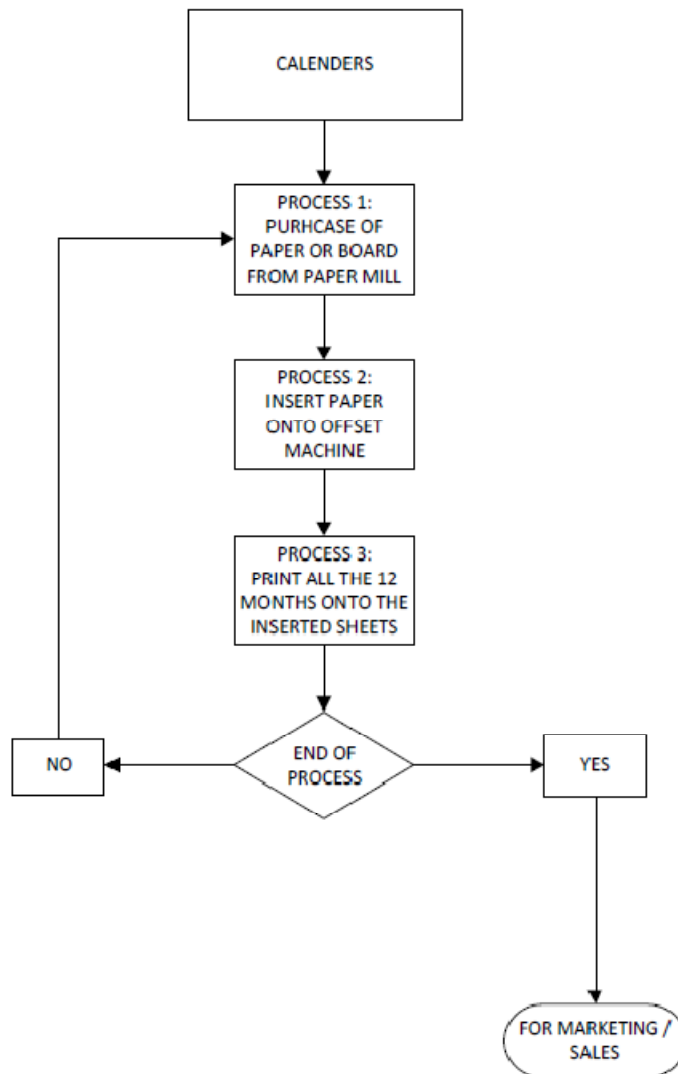 CALENDERS
PROCESS 1:
PURHCASE OF
PAPER OR BOARD
FROM PAPER MILL
PROCESS 2:
INSERT PAPER
ONTO OFFSET
MACHINE
PROCESS 3:
PRINT ALL THE 12
MONTHS ONTO THE
INSERTED SHEETS
NO
END OF
PROCESS
YES
FOR MARKETING /
SALES